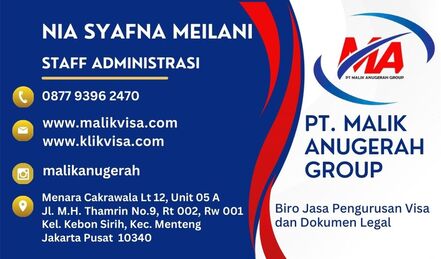 NIA SYAFNA MEILANI
STAFF ADMINISTRASI
0877 9396 2470
www.malikvisa.com
www.klikvisa.com
malikanugerah
Menara Cakrawala Lt 12, Unit 05 A
Jl. M.H. Thamrin No.9, Rt 002, Rw 001
Kel. Kebon Sirih, Kec. Menteng
Jakarta Pusat 10340
MA
PT MALIK ANUGERAH GROUP
PT. MALIK
ANUGERAH
GROUP
Biro Jasa Pengurusan Visa
dan Dokumen Legal